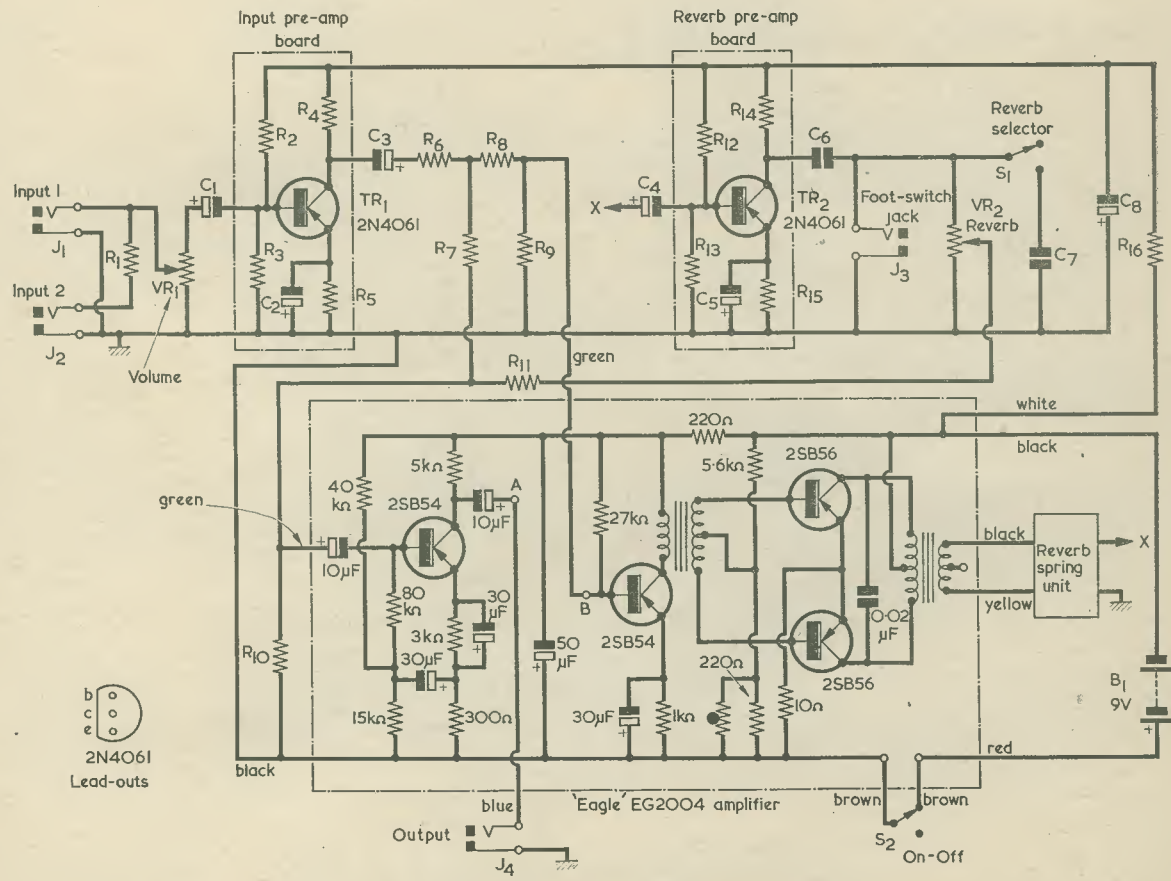 Input pre-amp
board
Reverb pre-amp
board
R4
R2
C3
R6
R8
R14
R12
C6
Reverb
selector
S1
C8
Input 1
V
J1
C1
R1
R3
TR1
2N4061
R7
R9
X
C4
TR2
2N4061
Foot-switch
jack
V
J3
VR2
Reverb
C7
R16
Input 2
V
J2
VR1
C2
R5
R13
C5
R15
Volume
green
R11
white
220Ω
black
5kΩ
40
kΩ
2SB54
A
10μF
5·6kΩ
2SB56
green
10μF
27kΩ
black
Reverb
spring
unit
X
yellow
80
kΩ
30
μF
3kΩ
30μF
B
2SB54
0·02
μF
R10
50
μF
220Ω
2SB56
B1
9V
15kΩ
300Ω
30μF
1kΩ
10Ω
b
c
e
2N4061
Lead-outs
black
red
blue
'Eagle' EG2004 amplifier
brown
brown
Output
V
J4
S2
On-Off